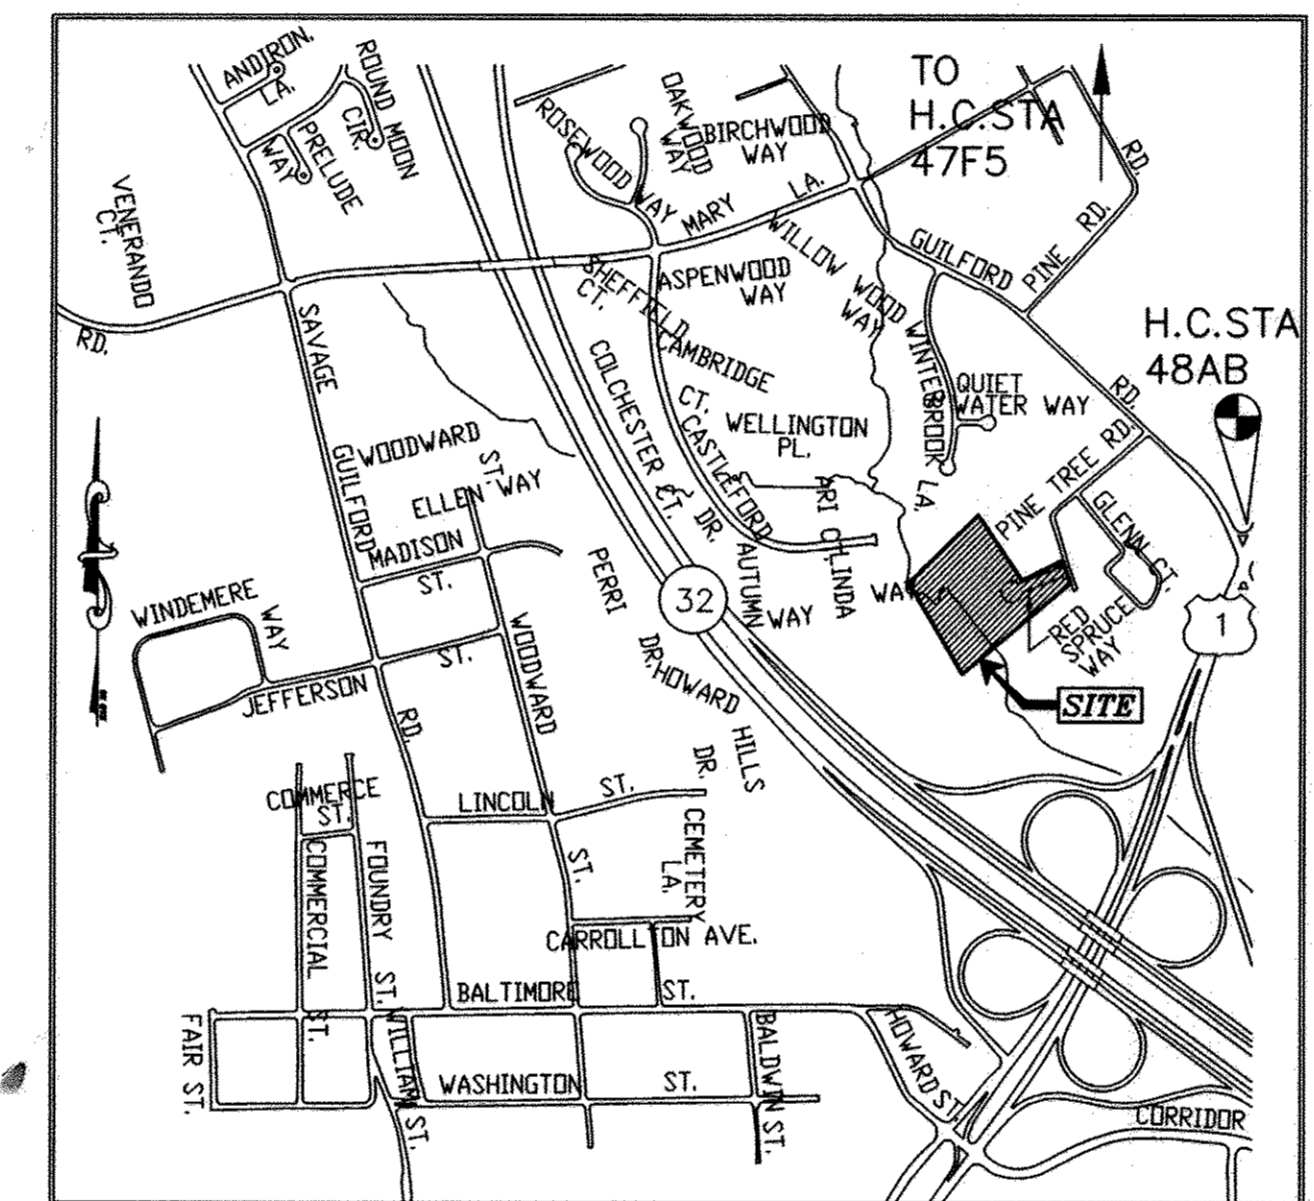 ANDIRON.
LA.
ROUND MOON
CIR.
PRELUDE
WAY
VENERANDO
CT.
RD.
ROSEWOOD WAY
OAKWOOD
WAY
BIRCHWOOD
WAY
TO
H.C.STA
47F5
RD.
MARY LA.
WILLOW WOOD
WAY
GUILFORD
PINE RD.
SHEFFIELD
CT.
ASPENWOOD
WAY
H.C.STA
48AB
RD.
CAMBRIDGE
CT.
COLCHESTER
CT.
WELLINGTON
PL.
CASTLEFORD
DR.
WINTERBROOK LA.
QUIET
WATER WAY
PINE TREE RD.
GLENN CT.
SAVAGE
GUILFORD
RD.
WOODWARD
ST.
ELLEN WAY
MADISON
ST.
ARI CT.
LINDA
WAY
AUTUMN
WAY
PERRI
DR.
32
1
RED
SPRUCE
WAY
SITE
WINDEMERE
WAY
JEFFERSON
ST.
WOODWARD
ST.
HOWARD
HILLS
DR.
COMMERCE
ST.
LINCOLN ST.
COMMERCIAL
ST.
FOUNDRY ST.
CEMETERY
LA.
CARROLLTON AVE.
BALTIMORE ST.
FAIR ST.
WILLIAM ST.
WASHINGTON ST.
BALDWIN ST.
HOWARD ST.
CORRIDOR